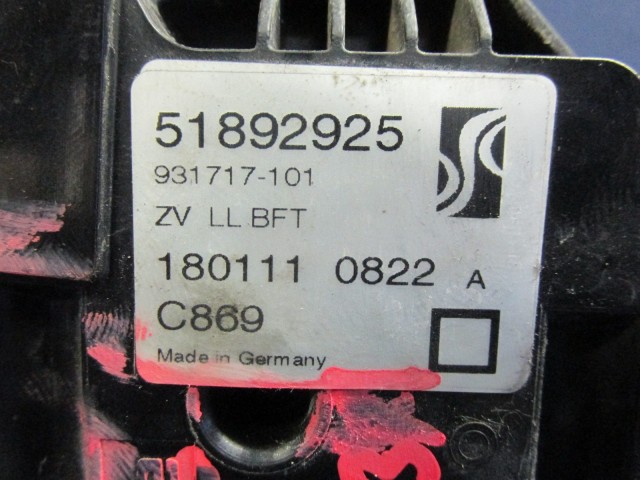 51892925
931717-101
ZV LL BFT
180111 0822 A
C869
Made in Germany